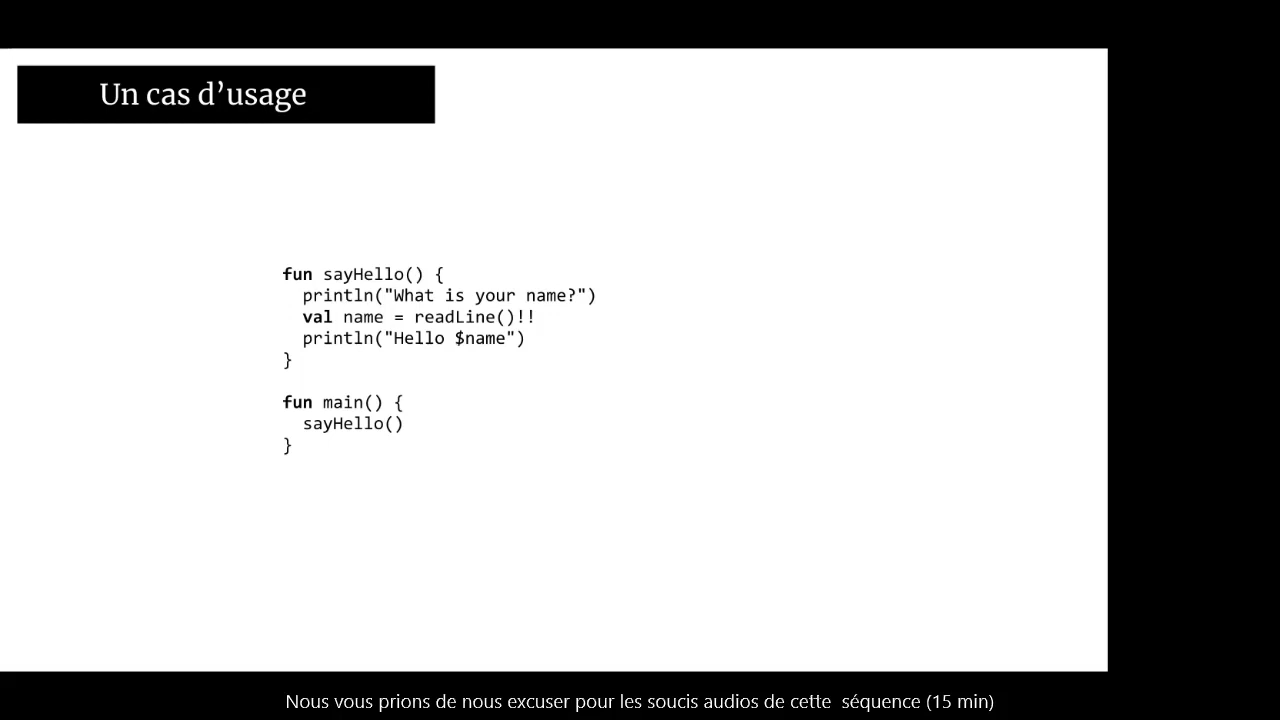 Un cas d’usage
fun sayHello() {
  println("What is your name?")
  val name = readLine()!!
  println("Hello $name")
}
fun main() {
  sayHello()
}
Nous vous prions de nous excuser pour les soucis audios de cette  séquence (15 min)